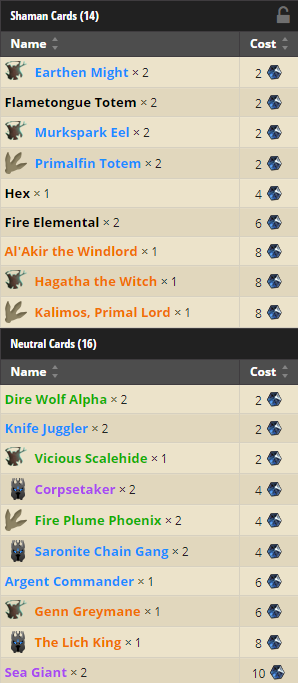 Shaman Cards (14)
Name Cost
Earthen Might × 2 2
Flametongue Totem × 2 2
Murkspark Eel × 2 2
Primalfin Totem × 2 2
Hex × 1 4
Fire Elemental × 2 6
Al'Akir the Windlord × 1 8
Hagatha the Witch × 1 8
Kalimos, Primal Lord × 1 8
Neutral Cards (16)
Name Cost
Dire Wolf Alpha × 2 2
Knife Juggler × 2 2
Vicious Scalehide × 1 2
Corpsetaker × 2 4
Fire Plume Phoenix × 2 4
Saronite Chain Gang × 2 4
Argent Commander × 1 6
Genn Greymane × 1 6
The Lich King × 1 8
Sea Giant × 2 10